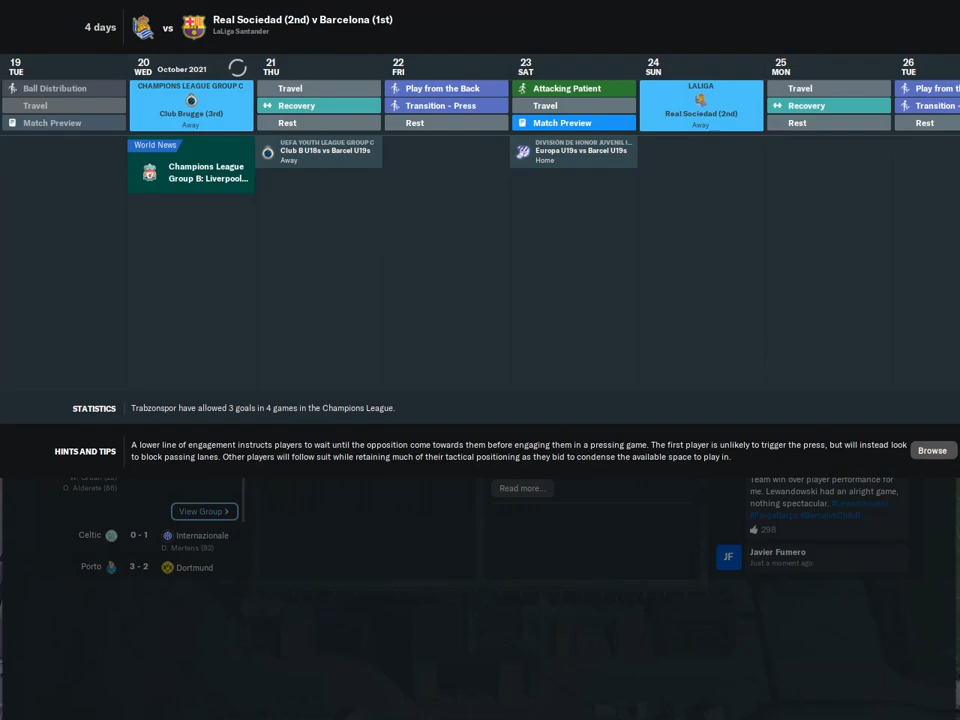 4 days
vs
Real Sociedad (2nd) v Barcelona (1st)
LaLiga Santander
19
TUE
20
WED October 2021
21
THU
22
FRI
23
SAT
24
SUN
25
MON
26
TUE
Ball Distribution
Travel
Match Preview
CHAMPIONS LEAGUE GROUP C
Club Brugge (3rd)
Away
Travel
Recovery
Rest
Play from the Back
Transition - Press
Rest
Attacking Patient
Travel
Match Preview
LALIGA
Real Sociedad (2nd)
Away
Travel
Recovery
Rest
Play from th
Transition -
Rest
World News
Champions League
Group B: Liverpool...
UEFA YOUTH LEAGUE GROUP C
Club B U18s vs Barcel U19s
Away
DIVISIÓN DE HONOR JUVENIL I...
Europa U19s vs Barcel U19s
Home
STATISTICS
Trabzonspor have allowed 3 goals in 4 games in the Champions League.
HINTS AND TIPS
A lower line of engagement instructs players to wait until the opposition come towards them before engaging them in a pressing game. The first player is unlikely to trigger the press, but will instead look
to block passing lanes. Other players will follow suit while retaining much of their tactical positioning as they bid to condense the available space to play in.
Browse
O. Alderete (66)
View Group >
Celtic 0 - 1 Internazionale
D. Mertens (92)
Porto 3 - 2 Dortmund
Read more...
Team win over player performance for
me. Lewandowski had an alright game,
nothing spectacular.
298
JF
Javier Fumero
Just a moment ago